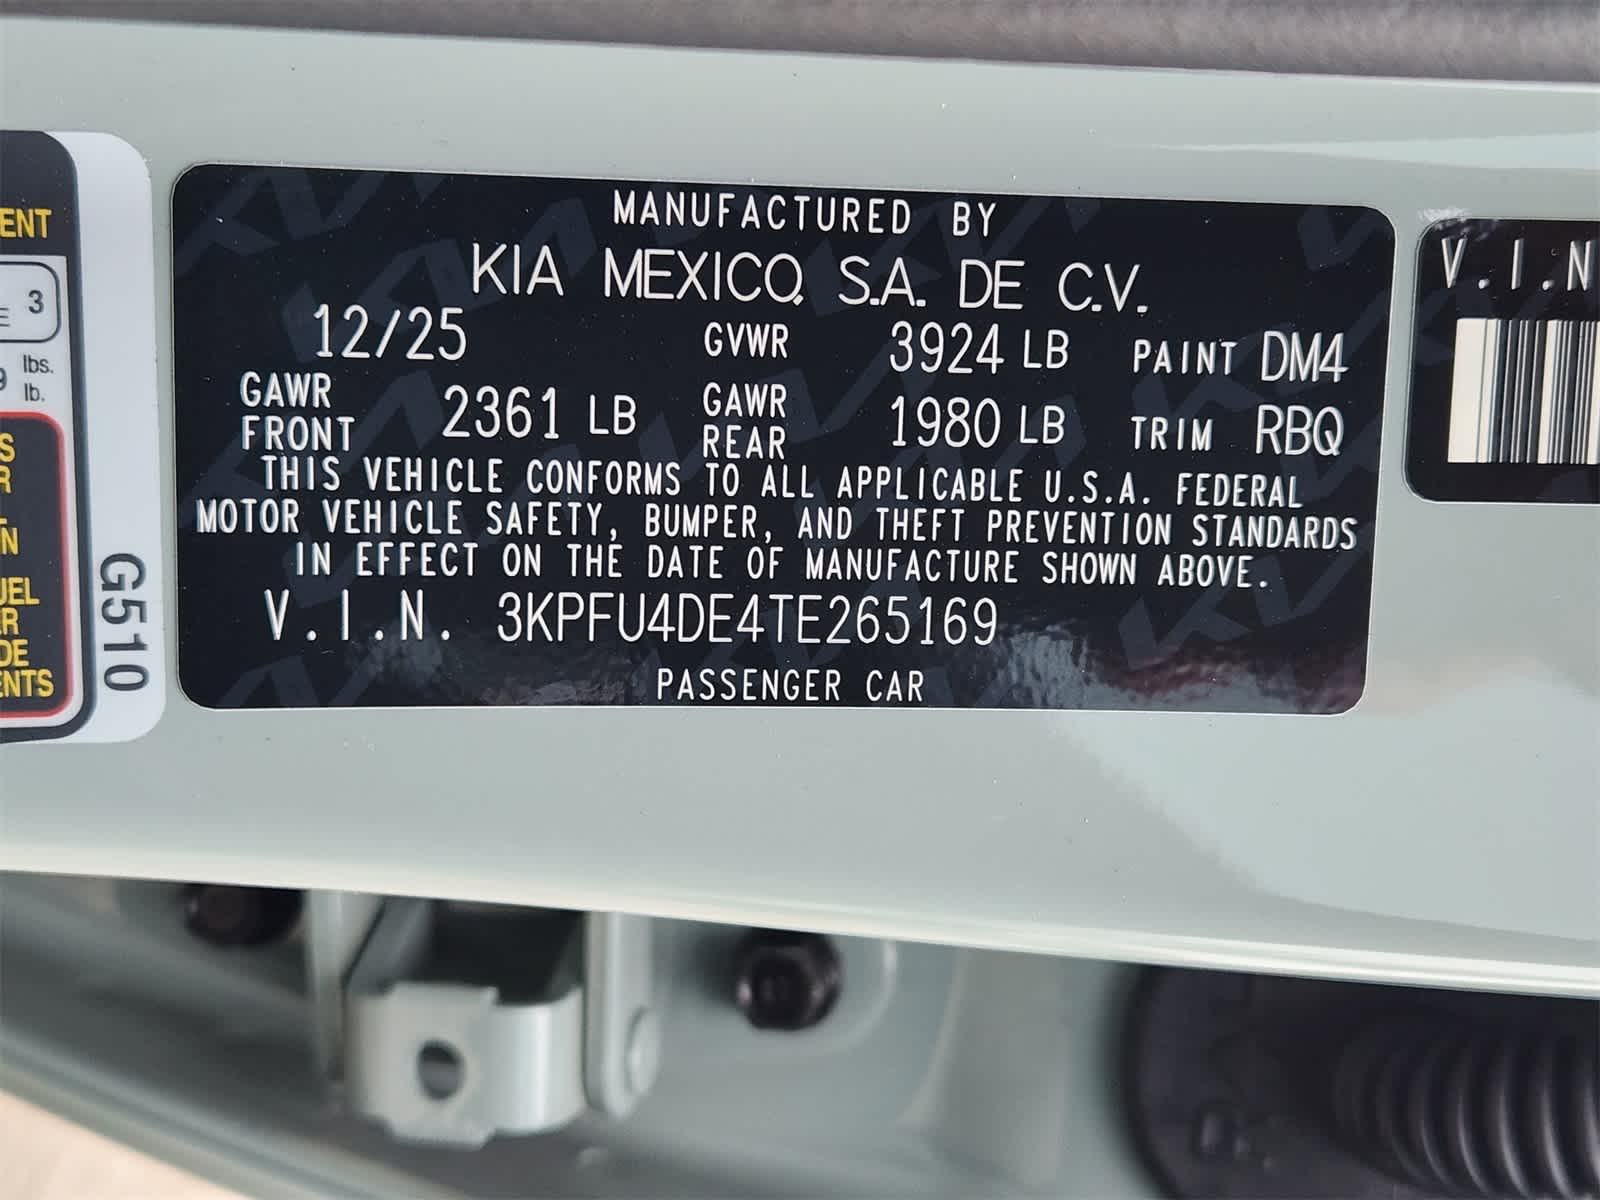 MANUFACTURED BY
KIA MEXICO, S.A. DE C.V.
12/25 GVWR 3924 LB PAINT DM4
GAWR FRONT 2361 LB GAWR REAR 1980 LB TRIM RBQ
THIS VEHICLE CONFORMS TO ALL APPLICABLE U.S.A. FEDERAL
MOTOR VEHICLE SAFETY, BUMPER, AND THEFT PREVENTION STANDARDS
IN EFFECT ON THE DATE OF MANUFACTURE SHOWN ABOVE.
V.I.N. 3KPFU4DE4TE265169
PASSENGER CAR
G510
3
lbs.
lb.
V.I.N